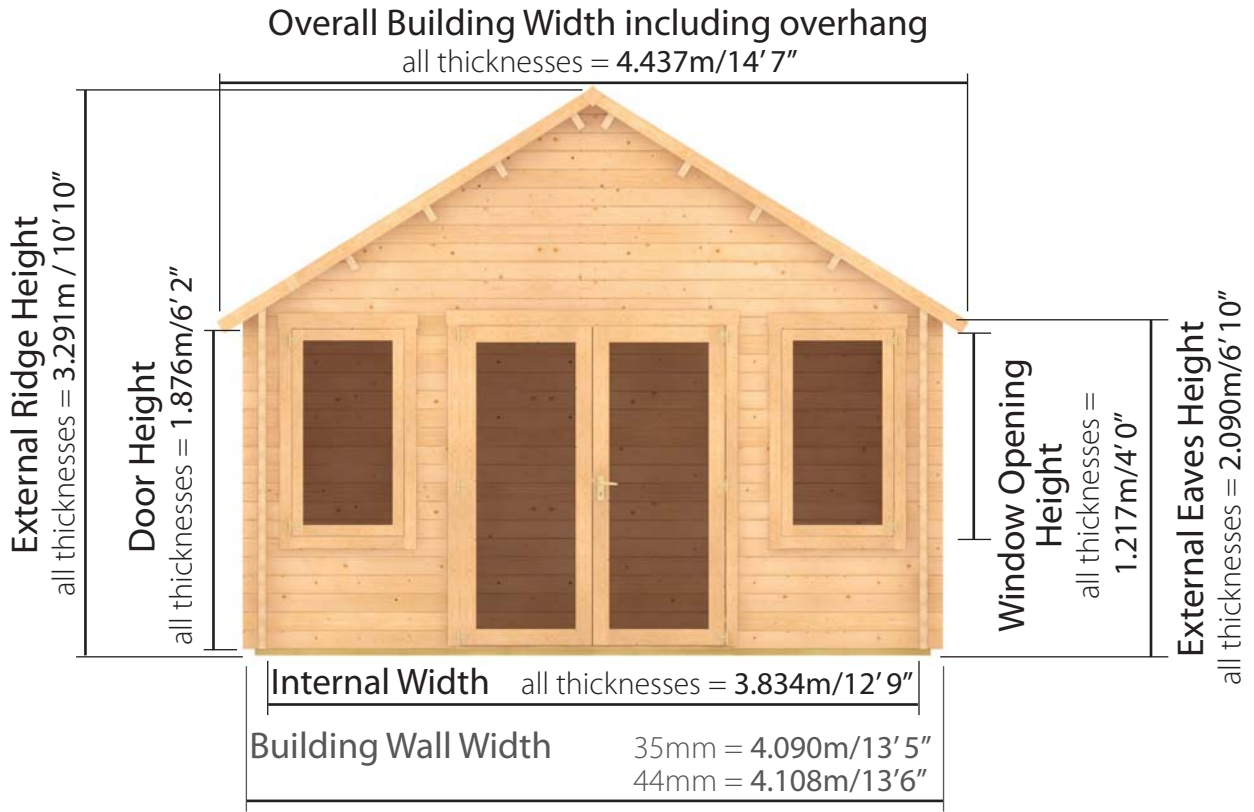 Overall Building Width including overhang
all thicknesses = 4.437m/14’ 7”
External Ridge Height
all thicknesses = 3.291m / 10’ 10”
Door Height
all thicknesses = 1.876m/6’ 2”
Window Opening
Height
all thicknesses =
1.217m/4’ 0”
External Eaves Height
all thicknesses = 2.090m/6’ 10”
Internal Width all thicknesses = 3.834m/12’ 9”
Building Wall Width 35mm = 4.090m/13’ 5”
44mm = 4.108m/13’6”